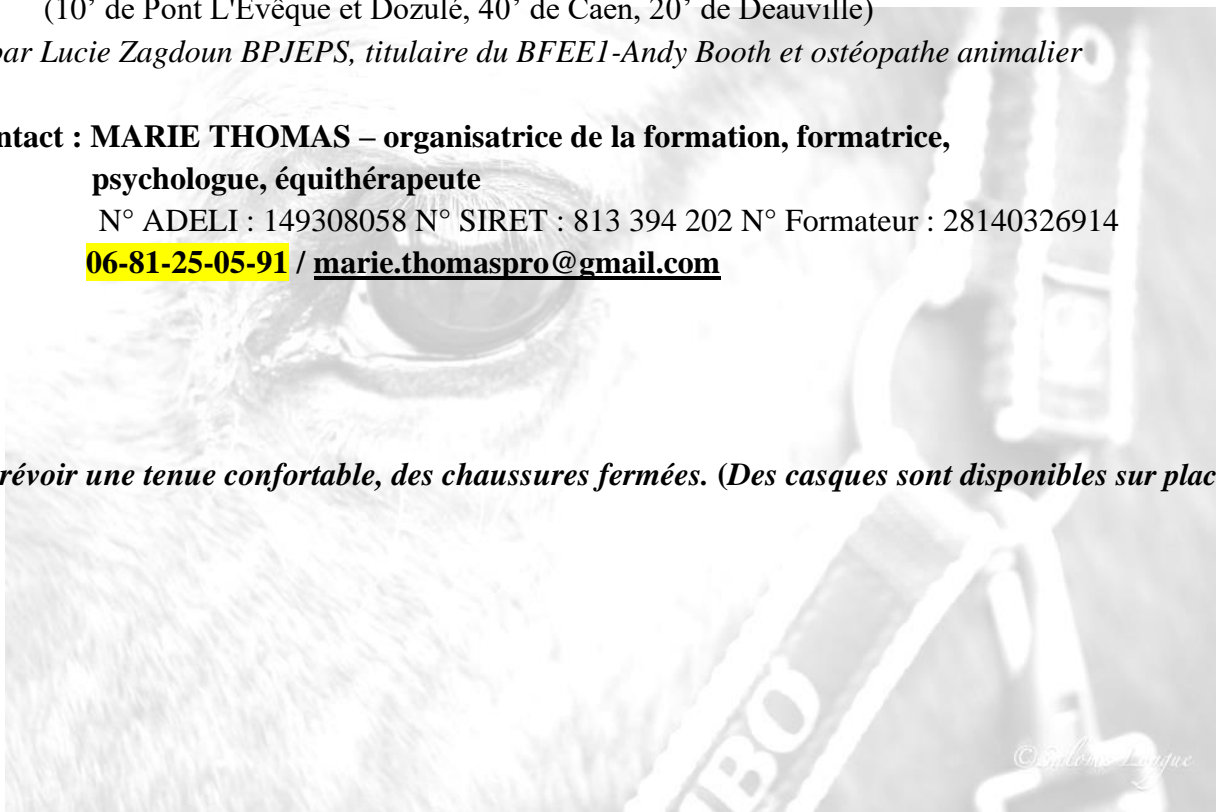 (10’ de Pont L'Evêque et Dozulé, 40’ de Caen, 20’ de Deauville)
par Lucie Zagdoun BPJEPS, titulaire du BFEE1-Andy Booth et ostéopathe animalier
ntact : MARIE THOMAS – organisatrice de la formation, formatrice,
psychologue, équithérapeute
N° ADELI : 149308058 N° SIRET : 813 394 202 N° Formateur : 28140326914
06-81-25-05-91 / marie.thomaspro@gmail.com
révoir une tenue confortable, des chaussures fermées. (Des casques sont disponibles sur plac
BO